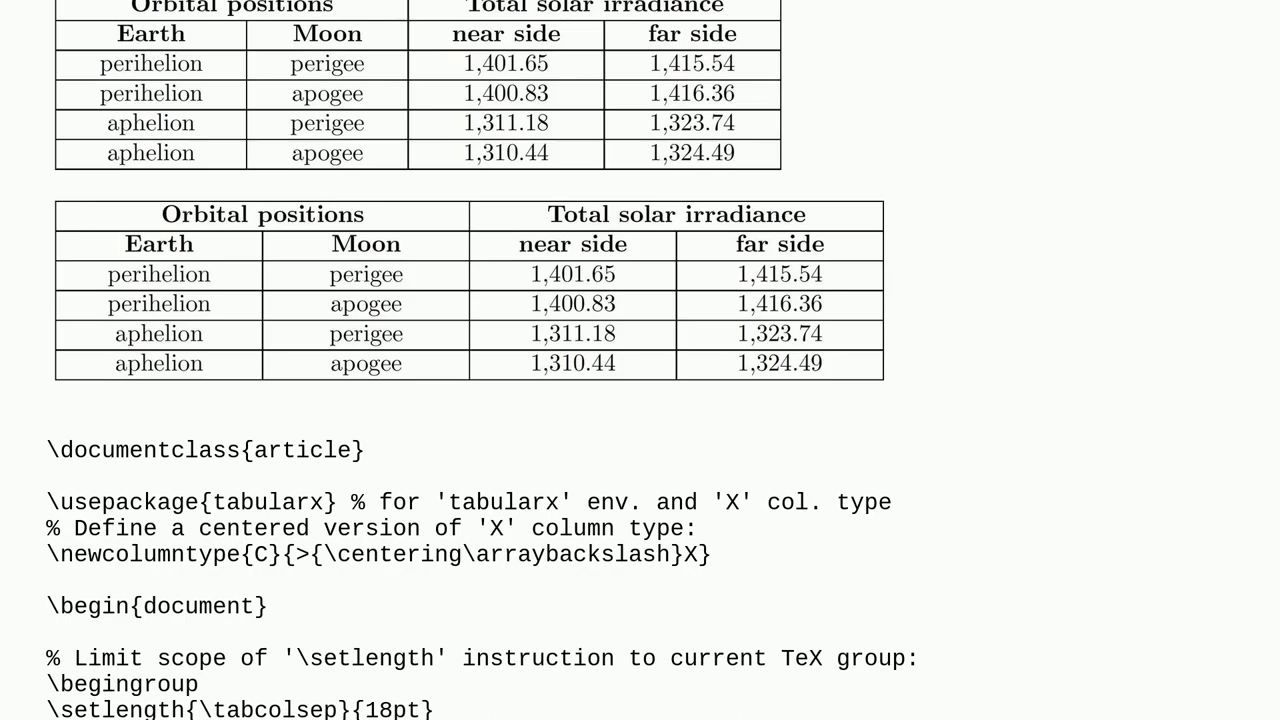 Orbital positions Total solar irradiance
Earth Moon near side far side
perihelion perigee 1,401.65 1,415.54
perihelion apogee 1,400.83 1,416.36
aphelion perigee 1,311.18 1,323.74
aphelion apogee 1,310.44 1,324.49
Orbital positions Total solar irradiance
Earth Moon near side far side
perihelion perigee 1,401.65 1,415.54
perihelion apogee 1,400.83 1,416.36
aphelion perigee 1,311.18 1,323.74
aphelion apogee 1,310.44 1,324.49
\documentclass{article}
\usepackage{tabularx} % for 'tabularx' env. and 'X' col. type
% Define a centered version of 'X' column type:
\newcolumntype{C}{>{\centering\arraybackslash}X}
\begin{document}
% Limit scope of '\setlength' instruction to current TeX group:
\begingroup
\setlength{\tabcolsep}{18pt}